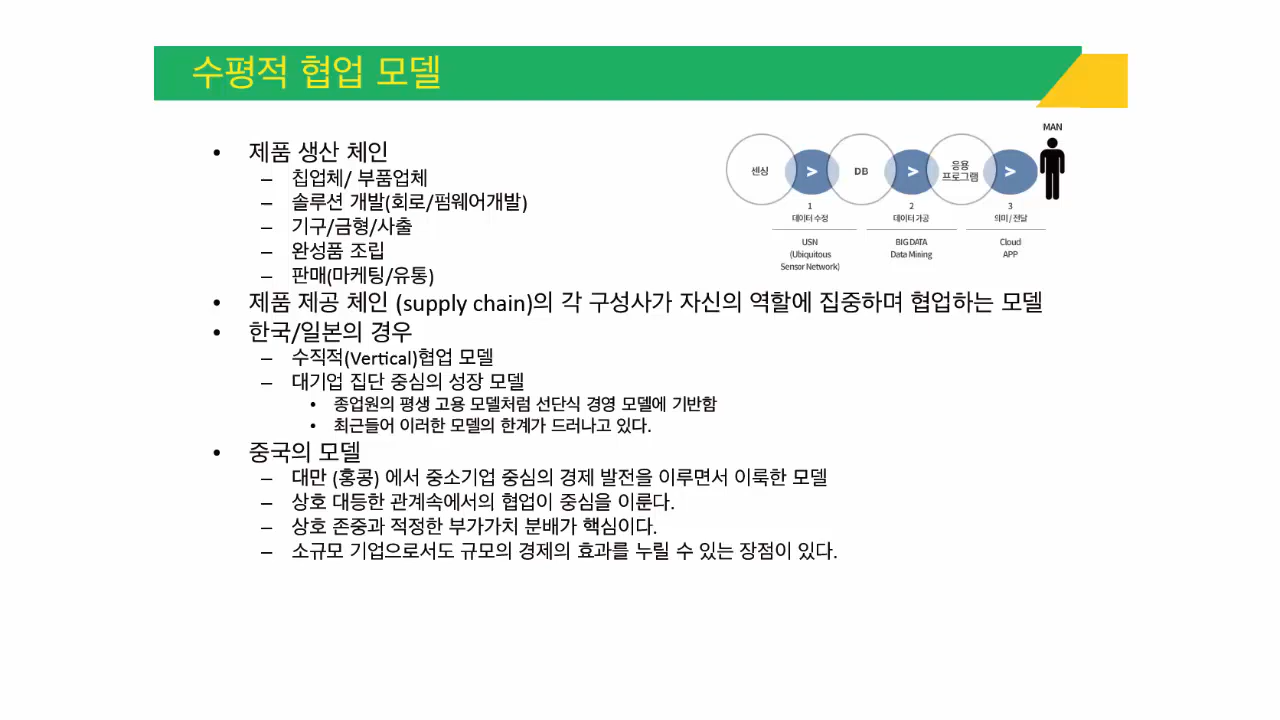 수평적 협업 모델
• 제품 생산 체인
– 칩업체/ 부품업체
– 솔루션 개발(회로/펌웨어개발)
– 기구/금형/사출
– 완성품 조립
– 판매(마케팅/유통)
MAN
센싱 > DB > 응용 프로그램 >
1 2 3
데이터 수정 데이터 가공 의미 / 전달
USN BIG DATA Cloud
(Ubiquitous Data Mining APP
Sensor Network)
• 제품 제공 체인 (supply chain)의 각 구성사가 자신의 역할에 집중하며 협업하는 모델
• 한국/일본의 경우
– 수직적(Vertical)협업 모델
– 대기업 집단 중심의 성장 모델
• 종업원의 평생 고용 모델처럼 선단식 경영 모델에 기반함
• 최근들어 이러한 모델의 한계가 드러나고 있다.
• 중국의 모델
– 대만 (홍콩) 에서 중소기업 중심의 경제 발전을 이루면서 이룩한 모델
– 상호 대등한 관계속에서의 협업이 중심을 이룬다.
– 상호 존중과 적정한 부가가치 분배가 핵심이다.
– 소규모 기업으로서도 규모의 경제의 효과를 누릴 수 있는 장점이 있다.